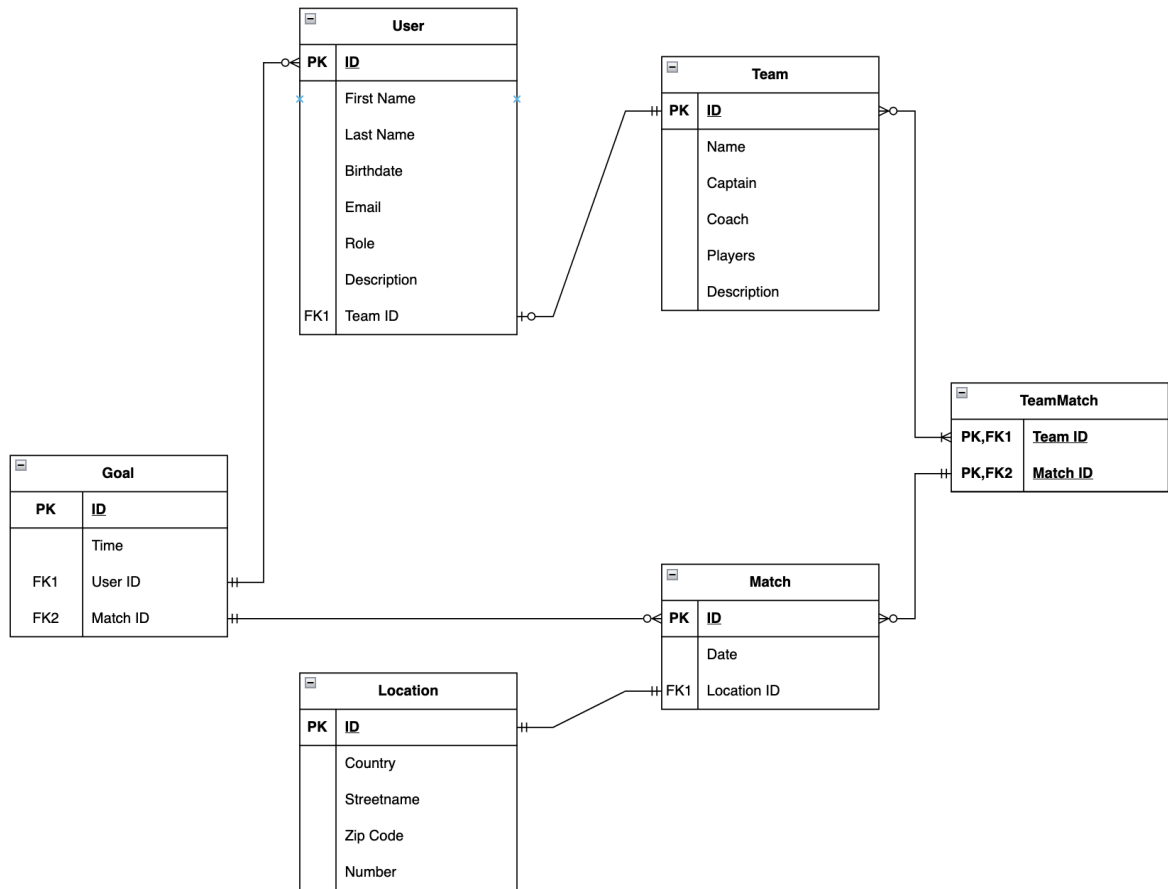 User
PK ID
First Name
Last Name
Birthdate
Email
Role
Description
FK1 Team ID
Team
PK ID
Name
Captain
Coach
Players
Description
TeamMatch
PK,FK1 Team ID
PK,FK2 Match ID
Goal
PK ID
Time
FK1 User ID
FK2 Match ID
Match
PK ID
Date
FK1 Location ID
Location
PK ID
Country
Streetname
Zip Code
Number